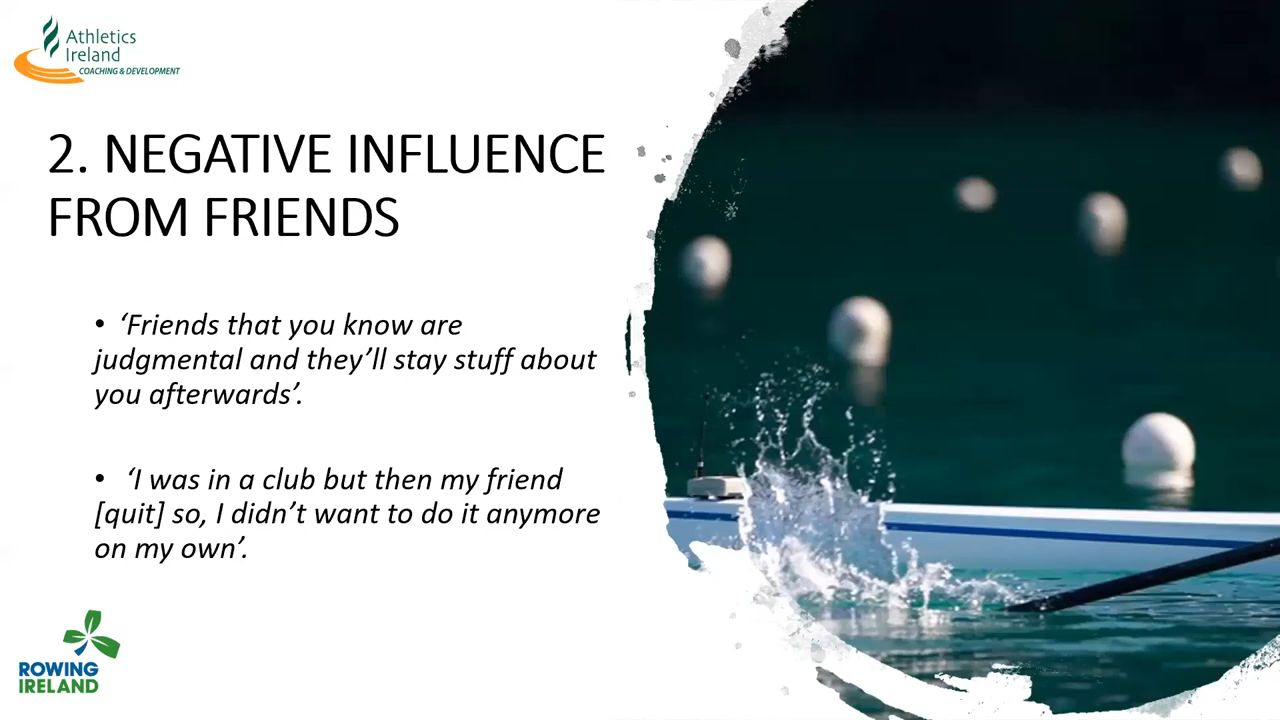 Athletics
Ireland
COACHING & DEVELOPMENT
2. NEGATIVE INFLUENCE
FROM FRIENDS
• ‘Friends that you know are
judgmental and they’ll stay stuff about
you afterwards’.
• ‘I was in a club but then my friend
[quit] so, I didn’t want to do it anymore
on my own’.
ROWING
IRELAND